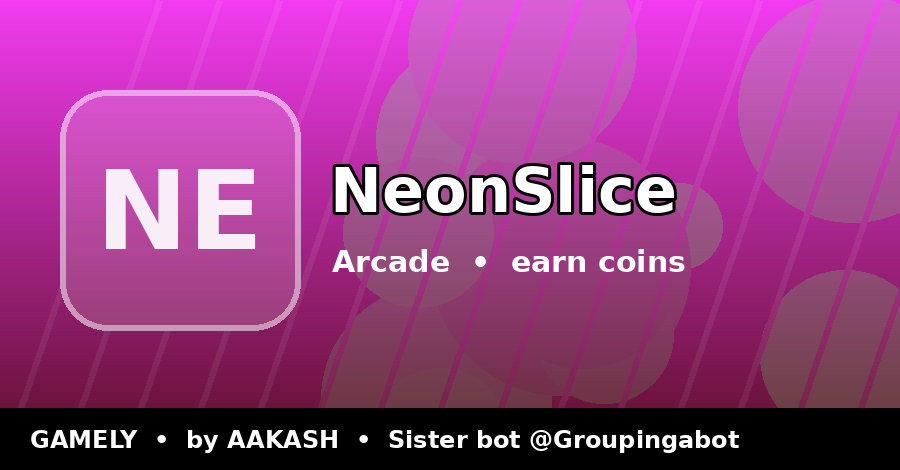 NE
NeonSlice
Arcade • earn coins
GAMELY • by AAKASH • Sister bot @Groupingabot